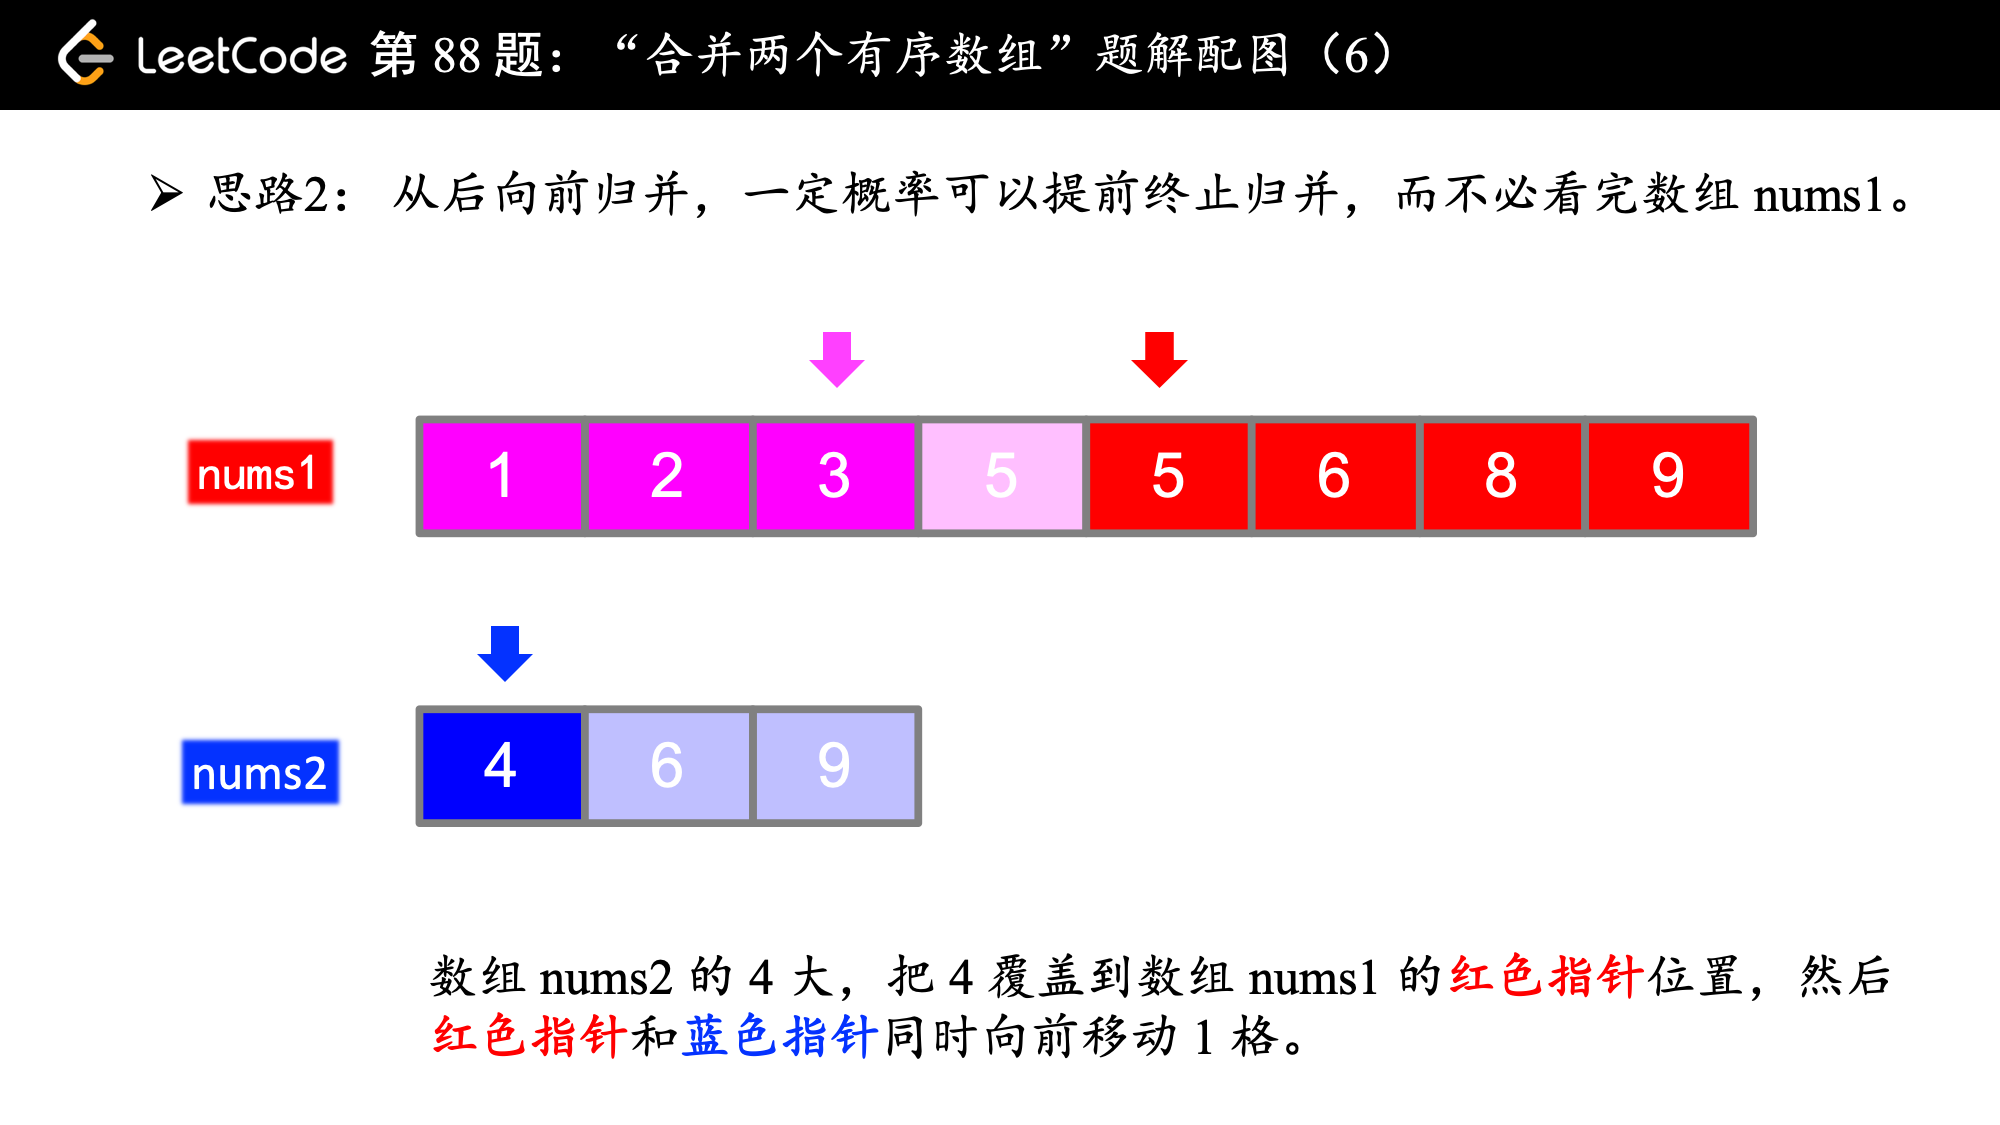 LeetCode 第 88 题：“合并两个有序数组”题解配图（6）
➢ 思路2： 从后向前归并，一定概率可以提前终止归并，而不必看完数组 nums1。
nums1
1 2 3 5 5 6 8 9
nums2
4 6 9
数组 nums2 的 4 大，把 4 覆盖到数组 nums1 的红色指针位置，然后
红色指针和蓝色指针同时向前移动 1 格。